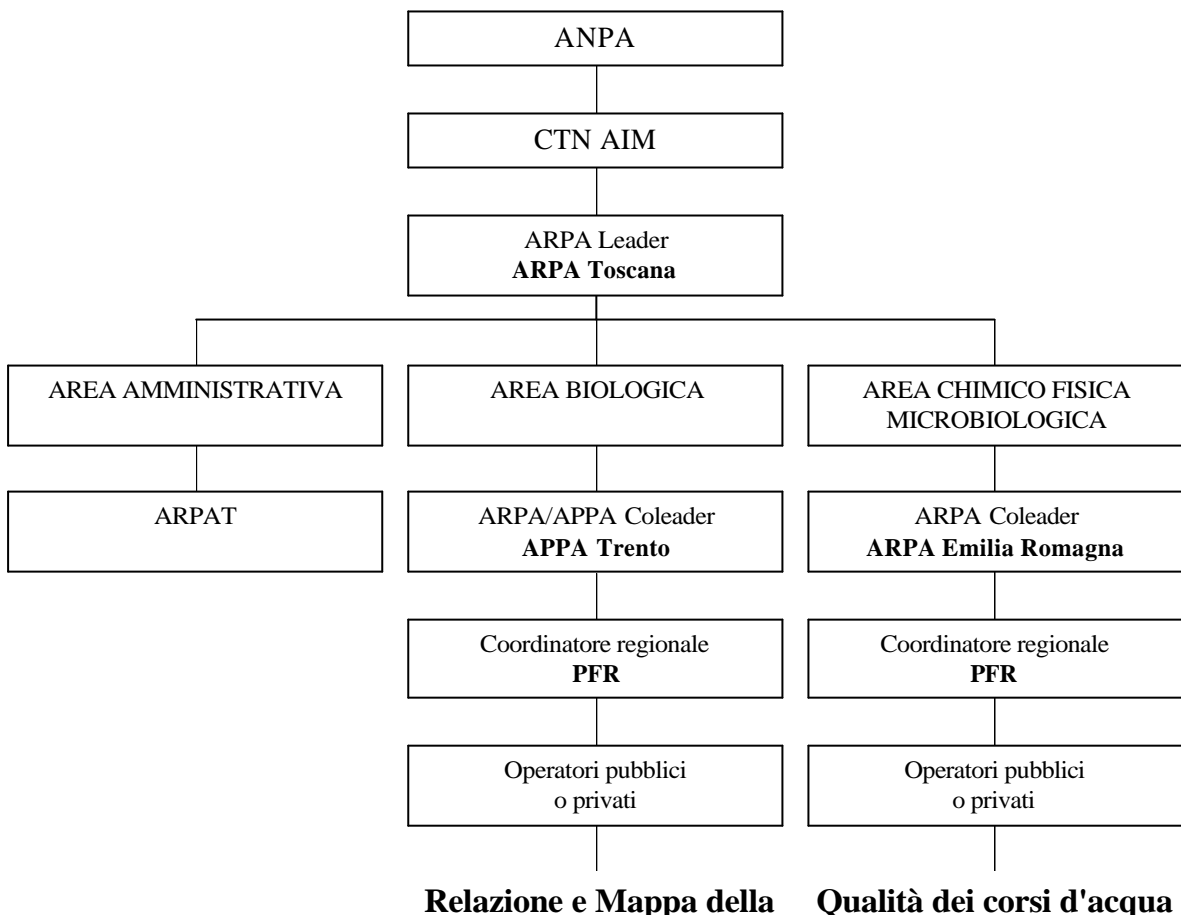 ANPA
CTN AIM
ARPA Leader
ARPA Toscana
AREA AMMINISTRATIVA
AREA BIOLOGICA
AREA CHIMICO FISICA
MICROBIOLOGICA
ARPAT
ARPA/APPA Coleader
APPA Trento
ARPA Coleader
ARPA Emilia Romagna
Coordinatore regionale
PFR
Coordinatore regionale
PFR
Operatori pubblici
o privati
Operatori pubblici
o privati
Relazione e Mappa della
Qualità dei corsi d'acqua